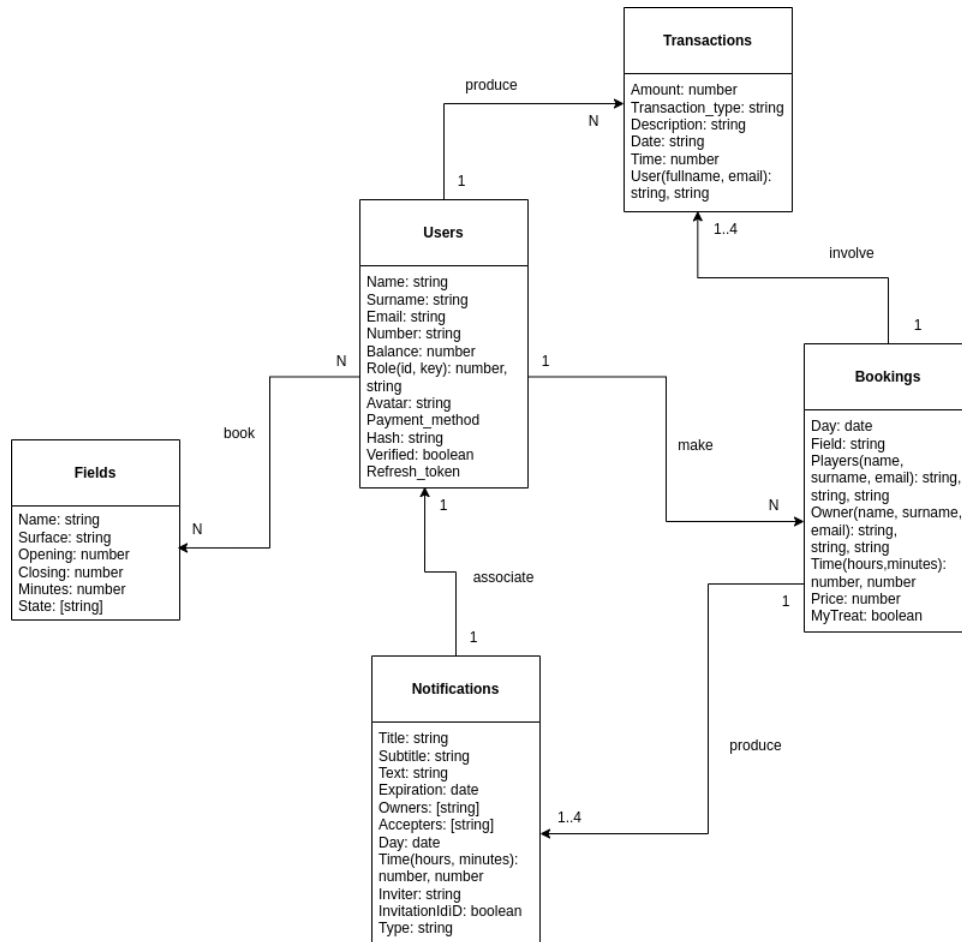 Transactions
Amount: number
Transaction_type: string
Description: string
Date: string
Time: number
User(fullname, email):
string, string
produce
N
1
1..4
involve
1
Users
Name: string
Surname: string
Email: string
Number: string
Balance: number
Role(id, key): number,
string
Avatar: string
Payment_method
Hash: string
Verified: boolean
Refresh_token
N
1
book
make
N
N
1
associate
1
Fields
Name: string
Surface: string
Opening: number
Closing: number
Minutes: number
State: [string]
Bookings
Day: date
Field: string
Players(name,
surname, email): string,
string, string
Owner(name, surname,
email): string,
string, string
Time(hours,minutes):
number, number
Price: number
MyTreat: boolean
1
produce
1..4
Notifications
Title: string
Subtitle: string
Text: string
Expiration: date
Owners: [string]
Accepters: [string]
Day: date
Time(hours, minutes):
number, number
Inviter: string
InvitationIdìD: boolean
Type: string